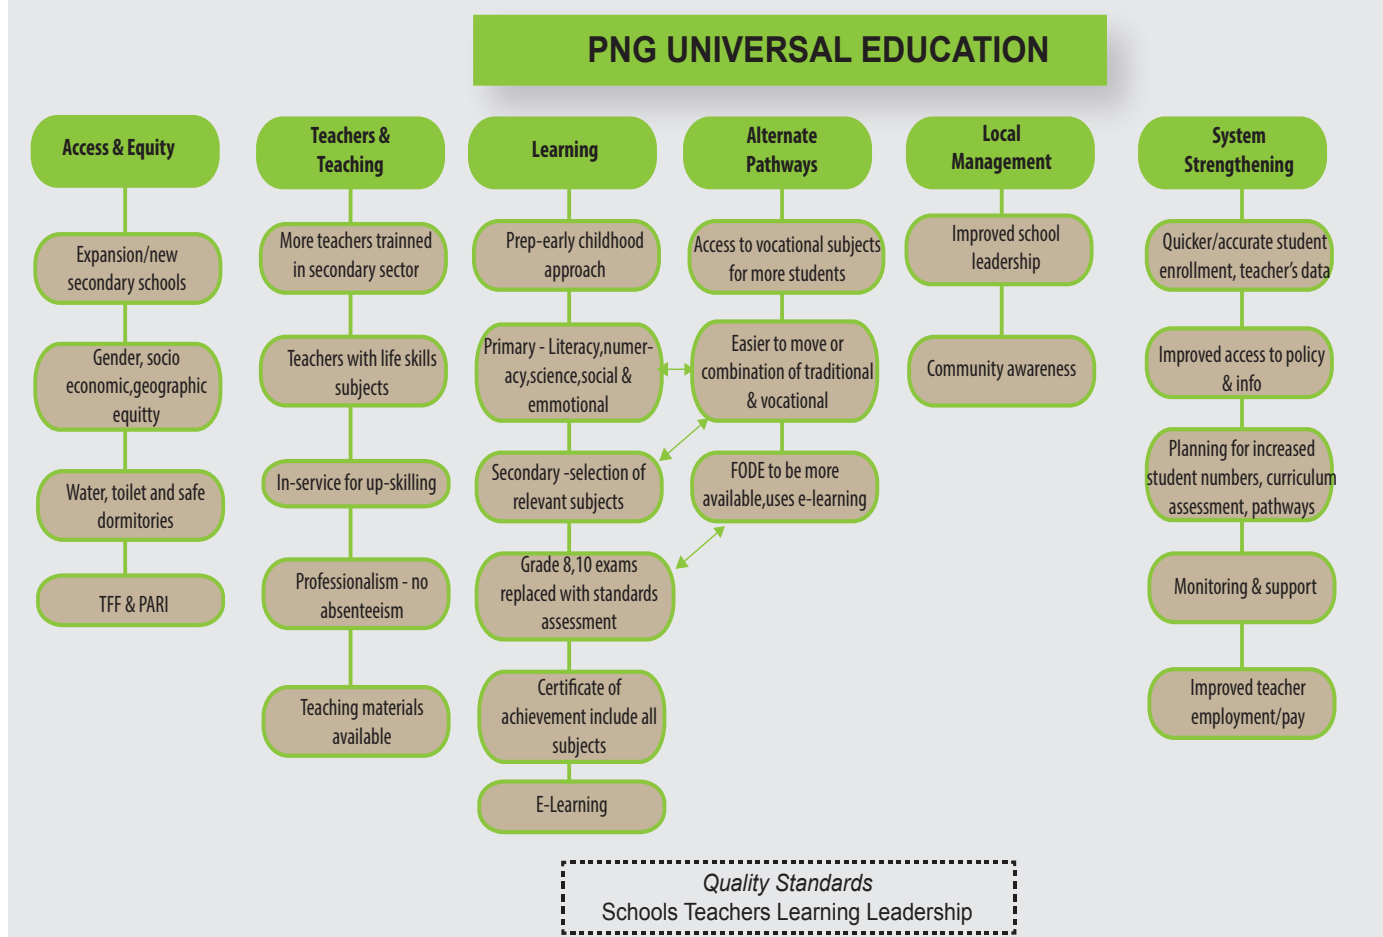 PNG UNIVERSAL EDUCATION
Access & Equity
Expansion/new
secondary schools
Gender, socio
economic,geographic
equitty
Water, toilet and safe
dormitories
TFF & PARI
Teachers &
Teaching
More teachers trainned
in secondary sector
Teachers with life skills
subjects
In-service for up-skilling
Professionalism - no
absenteeism
Teaching materials
available
Learning
Prep-early childhood
approach
Primary - Literacy,numer-
acy,science,social &
emmotional
Secondary -selection of
relevant subjects
Grade 8,10 exams
replaced with standards
assessment
Certificate of
achievement include all
subjects
E-Learning
Alternate
Pathways
Access to vocational subjects
for more students
Easier to move or
combination of traditional
& vocational
FODE to be more
available,uses e-learning
Local
Management
Improved school
leadership
Community awareness
System
Strengthening
Quicker/accurate student
enrollment, teacher's data
Improved access to policy
& info
Planning for increased
student numbers, curriculum
assessment, pathways
Monitoring & support
Improved teacher
employment/pay
Quality Standards
Schools Teachers Learning Leadership